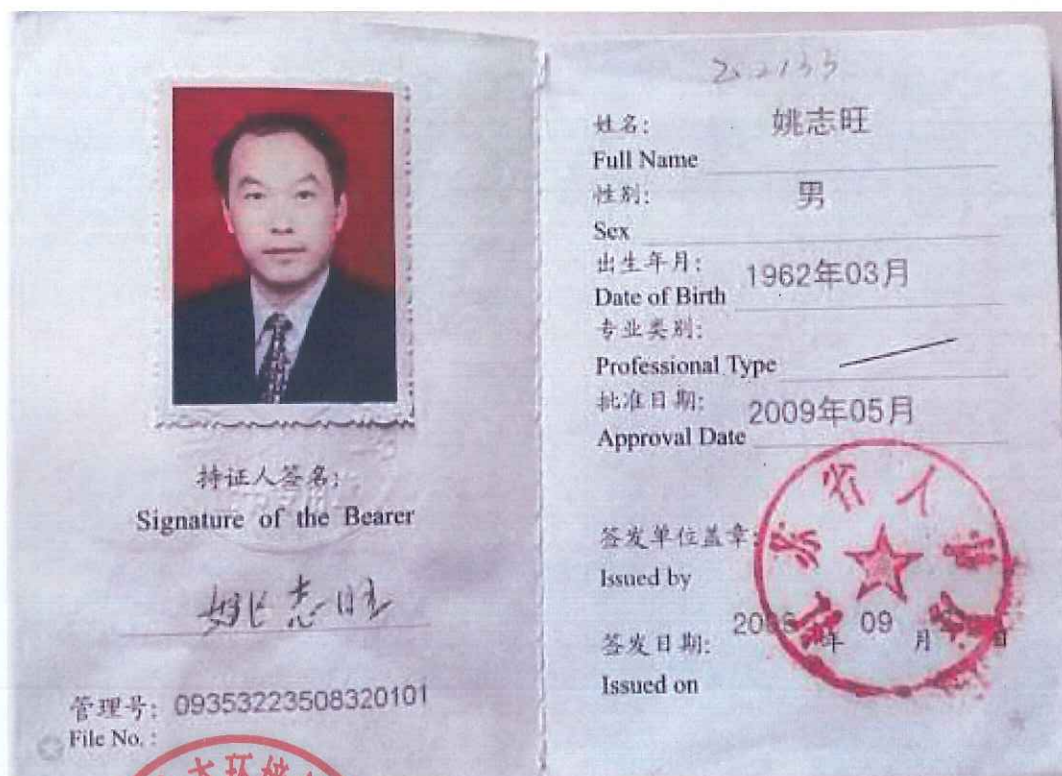 持证人签名:
Signature of the Bearer
姚志旺
管理号: 09353223508320101
File No. :
姓名: 姚志旺
Full Name
性别: 男
Sex
出生年月: 1962年03月
Date of Birth
专业类别:
Professional Type
批准日期: 2009年05月
Approval Date
签发单位盖章:
Issued by
签发日期: 09 月 日
Issued on